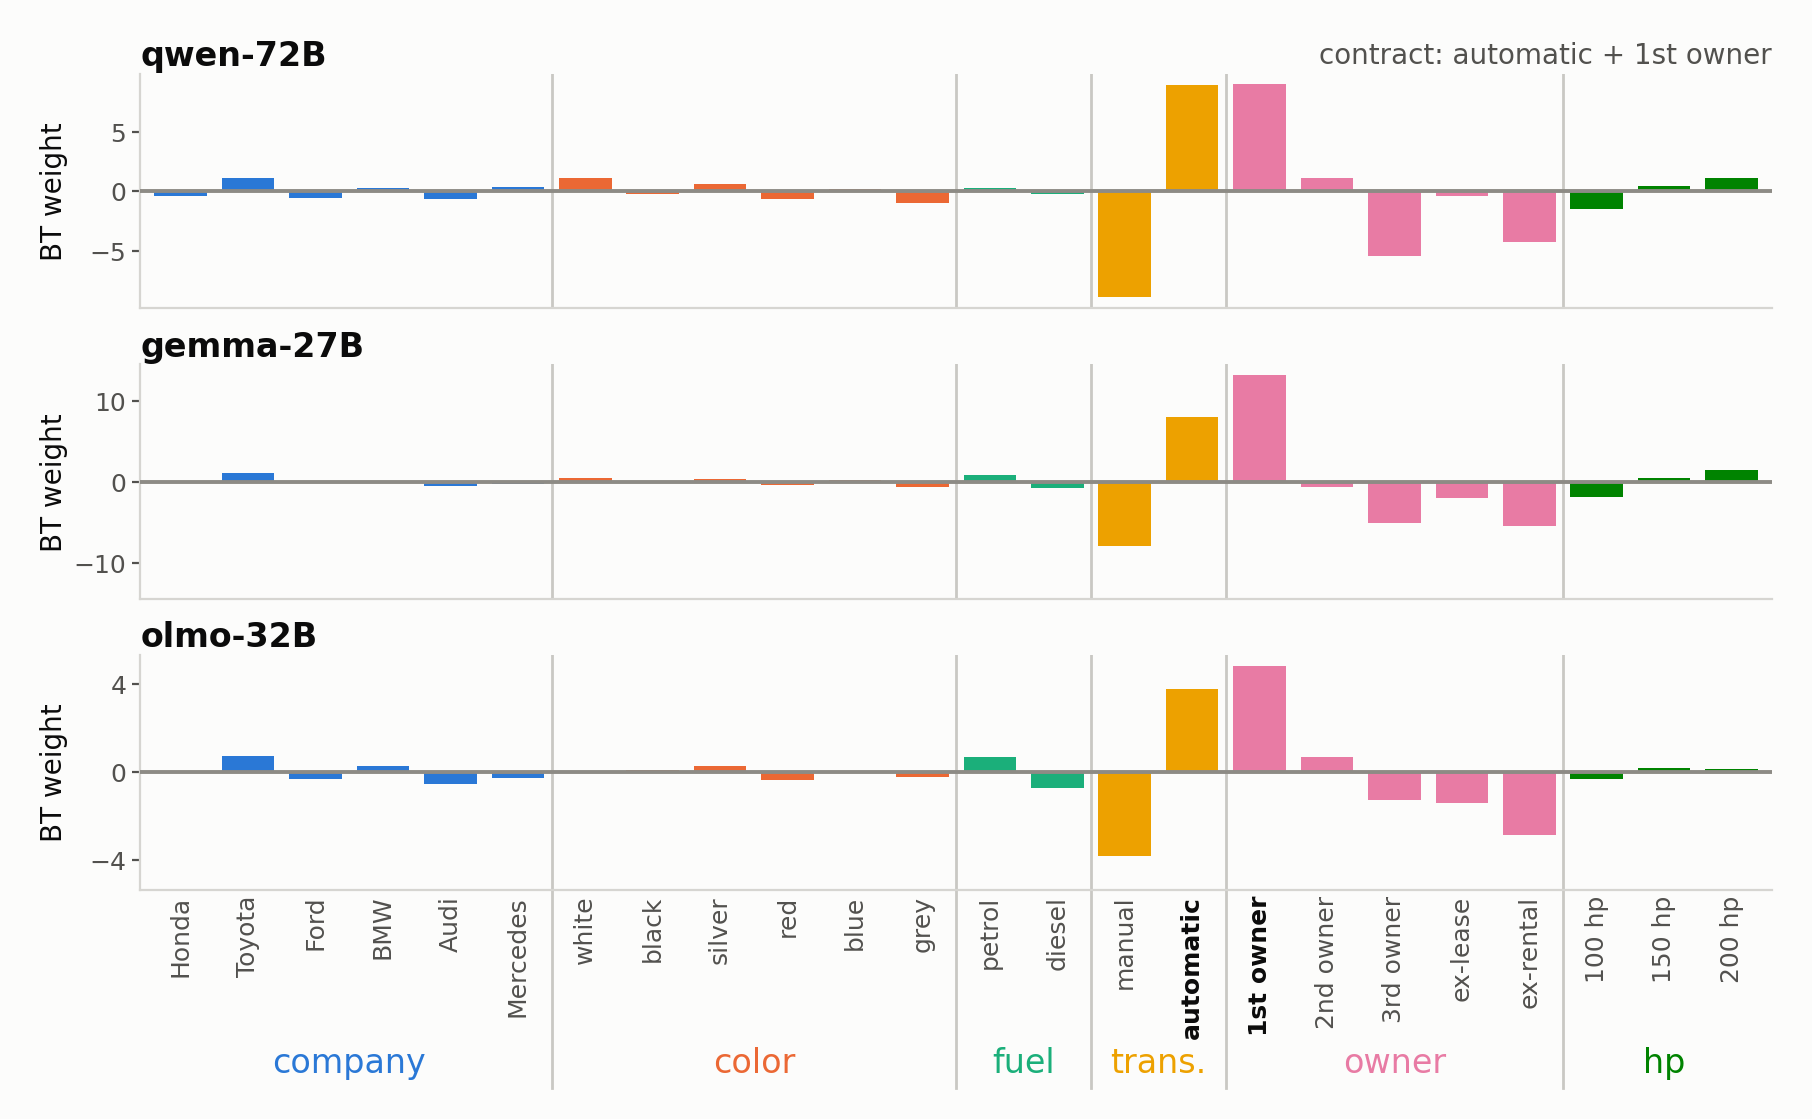 qwen-72B
contract: automatic + 1st owner
BT weight
5
0
−5
gemma-27B
BT weight
10
0
−10
olmo-32B
BT weight
4
0
−4
Honda
Toyota
Ford
BMW
Audi
Mercedes
white
black
silver
red
blue
grey
petrol
diesel
manual
automatic
1st owner
2nd owner
3rd owner
ex-lease
ex-rental
100 hp
150 hp
200 hp
company
color
fuel
trans.
owner
hp